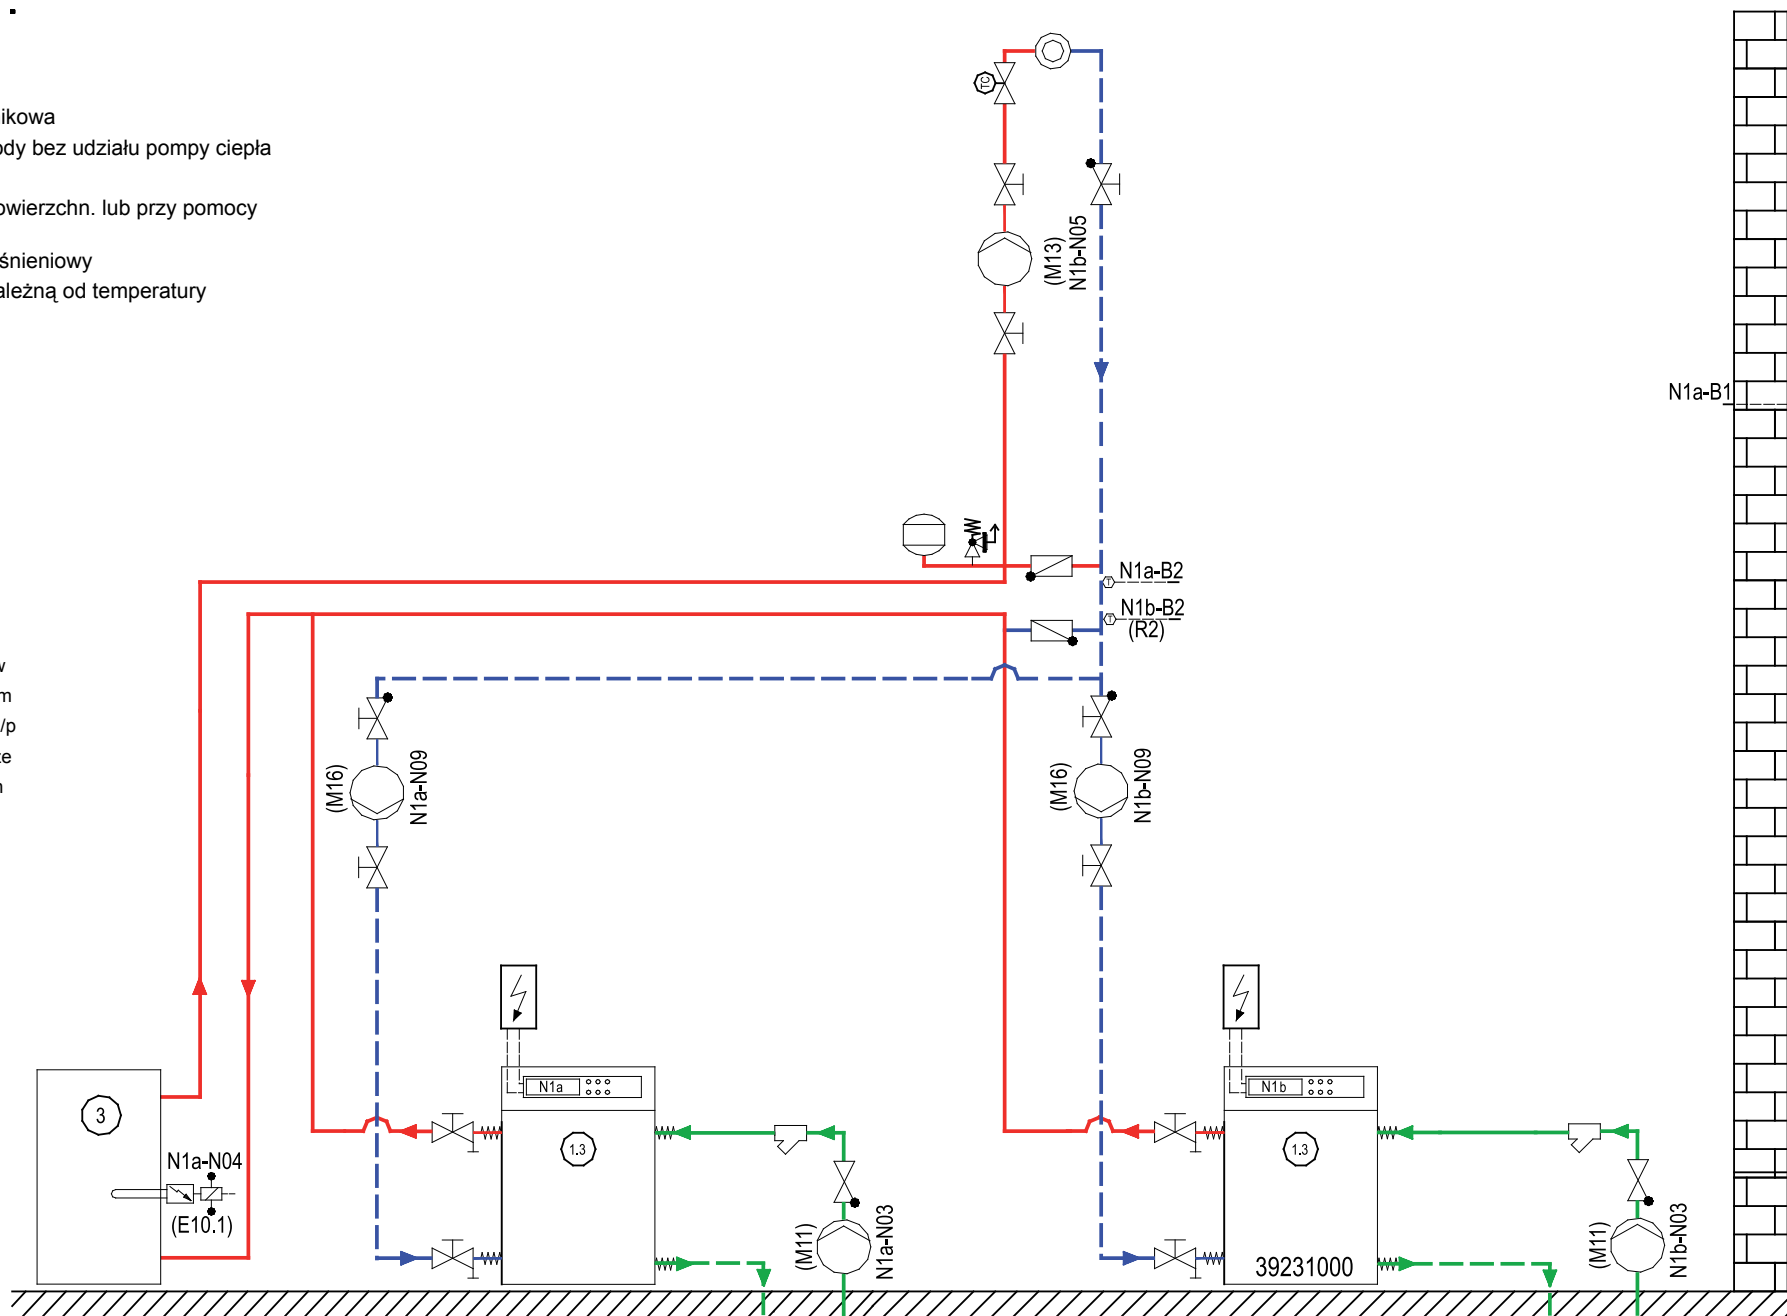 ikowa
ody bez udziału pompy ciepła
owierzchn. lub przy pomocy
śnieniowy
ależną od temperatury
TC
(M13)
N1b-N05
N1a-B1
N1a-B2
T
N1b-B2
T
(R2)
w
m
/p
że
n
(M16)
N1a-N09
(M16)
N1b-N09
N1a
N1b
3
1.3
1.3
N1a-N04
(E10.1)
(M11)
N1a-N03
39231000
(M11)
N1b-N03